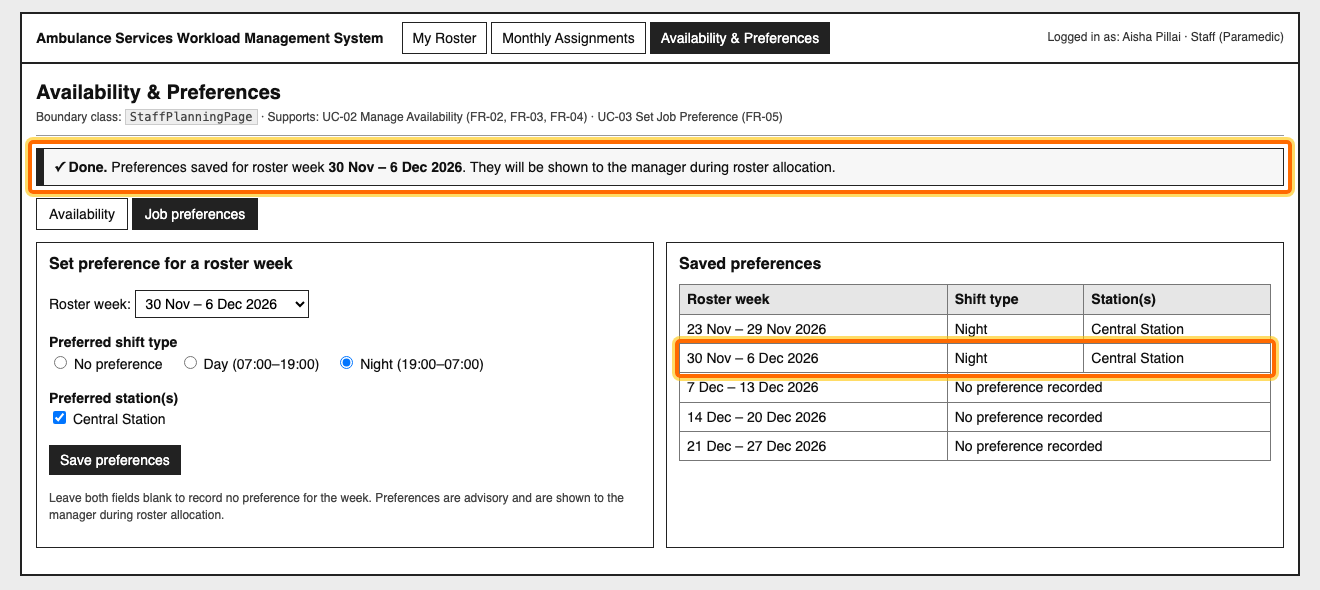 Ambulance Services Workload Management System My Roster Monthly Assignments Availability & Preferences Logged in as: Aisha Pillai · Staff (Paramedic)
Availability & Preferences
Boundary class: StaffPlanningPage · Supports: UC-02 Manage Availability (FR-02, FR-03, FR-04) · UC-03 Set Job Preference (FR-05)
✓ Done. Preferences saved for roster week 30 Nov – 6 Dec 2026. They will be shown to the manager during roster allocation.
Availability Job preferences
Set preference for a roster week
Roster week: 30 Nov – 6 Dec 2026
Preferred shift type
No preference Day (07:00–19:00) Night (19:00–07:00)
Preferred station(s)
Central Station
Save preferences
Leave both fields blank to record no preference for the week. Preferences are advisory and are shown to the
manager during roster allocation.
Saved preferences
Roster week Shift type Station(s)
23 Nov – 29 Nov 2026 Night Central Station
30 Nov – 6 Dec 2026 Night Central Station
7 Dec – 13 Dec 2026 No preference recorded
14 Dec – 20 Dec 2026 No preference recorded
21 Dec – 27 Dec 2026 No preference recorded